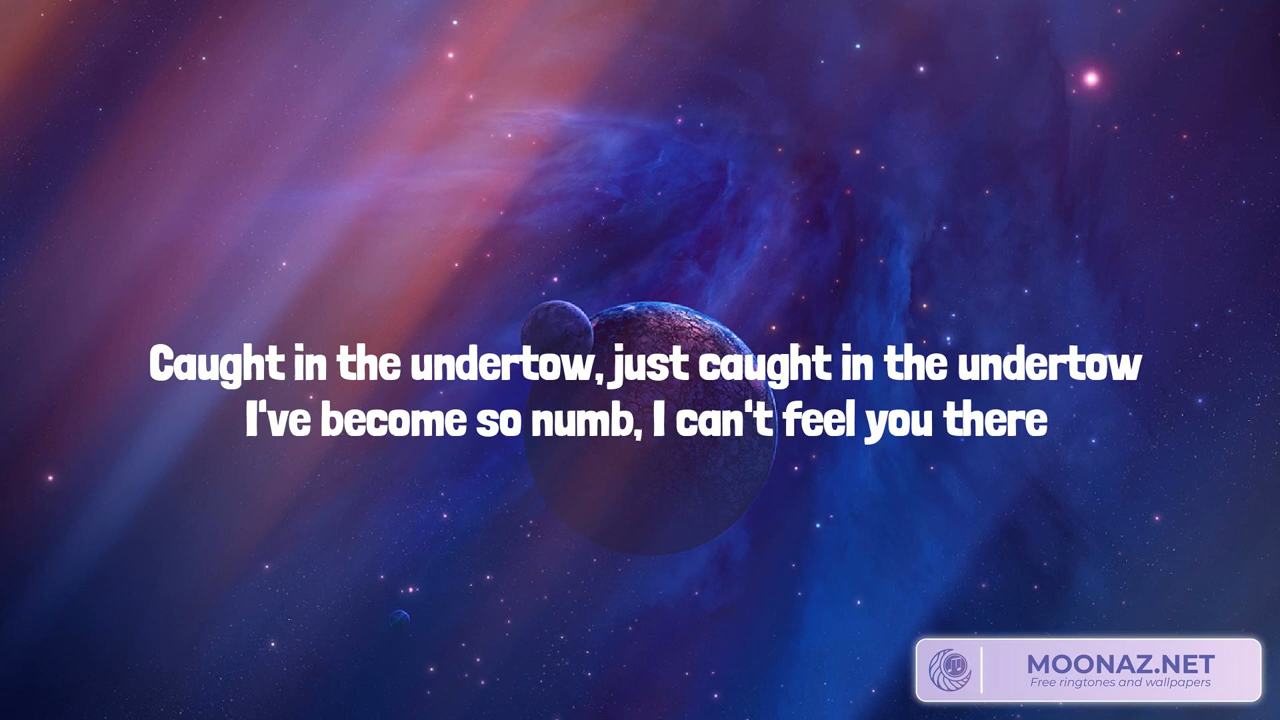 Caught in the undertow, just caught in the undertow
I've become so numb, I can't feel you there
MOONAZ.NET
Free ringtones and wallpapers